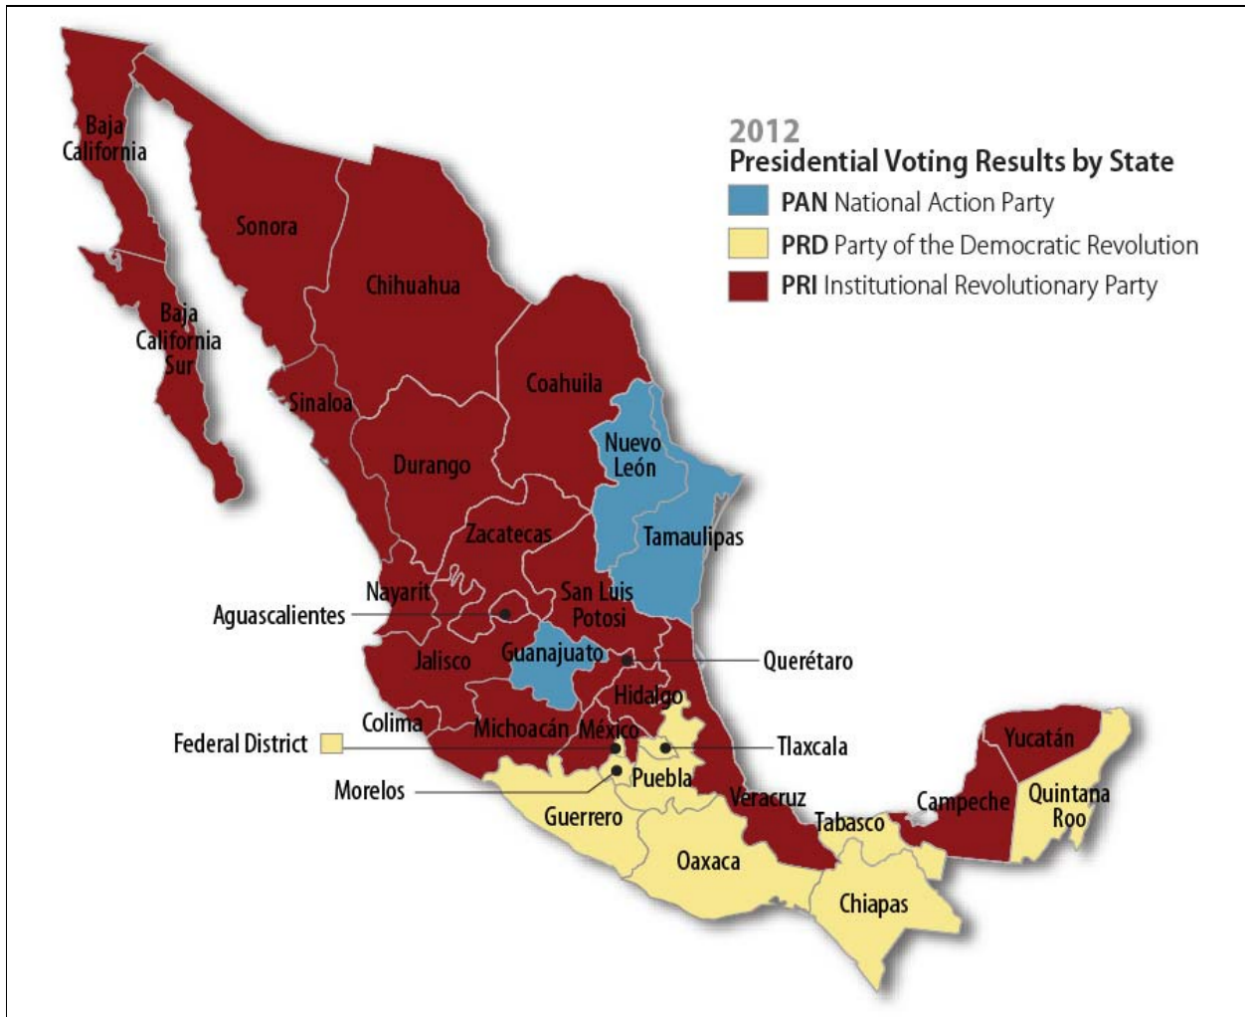 2012
Presidential Voting Results by State
PAN National Action Party
PRD Party of the Democratic Revolution
PRI Institutional Revolutionary Party
Baja
California
Sonora
Chihuahua
Baja
California
Sur
Coahuila
Sinaloa
Nuevo
León
Durango
Zacatecas
Tamaulipas
Nayarit
San Luis
Potosi
Aguascalientes
Jalisco
Guanajuato
Querétaro
Hidalgo
Colima
Michoacán
México
Federal District
Tlaxcala
Yucatán
Morelos
Puebla
Veracruz
Campeche
Quintana
Roo
Guerrero
Tabasco
Oaxaca
Chiapas